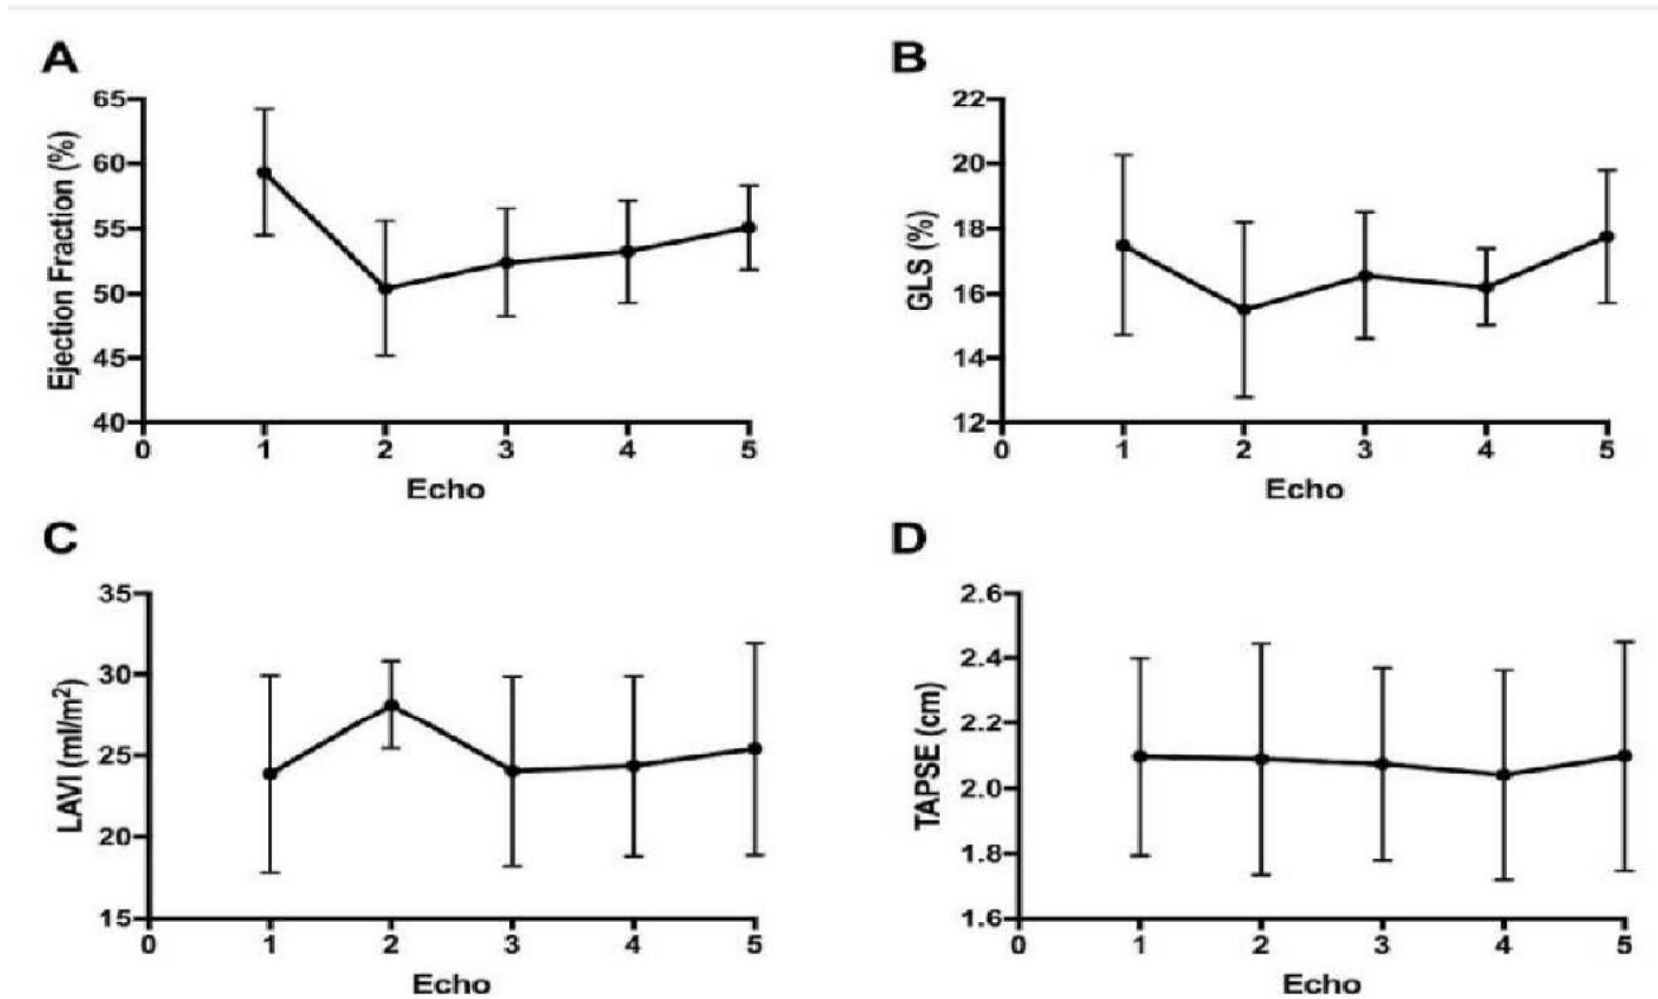 A
B
Ejection Fraction (%)
65
60
55
50
45
40
0 1 2 3 4 5
Echo
GLS (%)
22
20
18
16
14
12
0 1 2 3 4 5
Echo
C
D
LAVI (ml/m²)
35
30
25
20
15
0 1 2 3 4 5
Echo
TAPSE (cm)
2.6
2.4
2.2
2.0
1.8
1.6
0 1 2 3 4 5
Echo